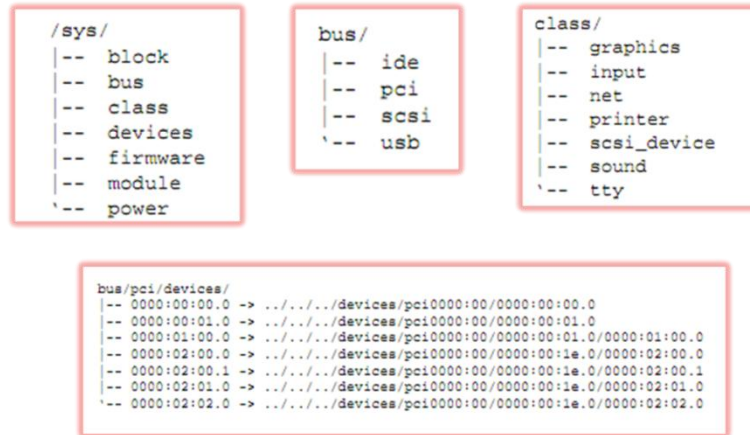 /sys/
|-- block
|-- bus
|-- class
|-- devices
|-- firmware
|-- module
`-- power
bus/
|-- ide
|-- pci
|-- scsi
`-- usb
class/
|-- graphics
|-- input
|-- net
|-- printer
|-- scsi_device
|-- sound
`-- tty
bus/pci/devices/
|-- 0000:00:00.0 -> ../../../devices/pci0000:00/0000:00:00.0
|-- 0000:00:01.0 -> ../../../devices/pci0000:00/0000:00:01.0
|-- 0000:01:00.0 -> ../../../devices/pci0000:00/0000:00:01.0/0000:01:00.0
|-- 0000:02:00.0 -> ../../../devices/pci0000:00/0000:00:1e.0/0000:02:00.0
|-- 0000:02:00.1 -> ../../../devices/pci0000:00/0000:00:1e.0/0000:02:00.1
|-- 0000:02:01.0 -> ../../../devices/pci0000:00/0000:00:1e.0/0000:02:01.0
`-- 0000:02:02.0 -> ../../../devices/pci0000:00/0000:00:1e.0/0000:02:02.0